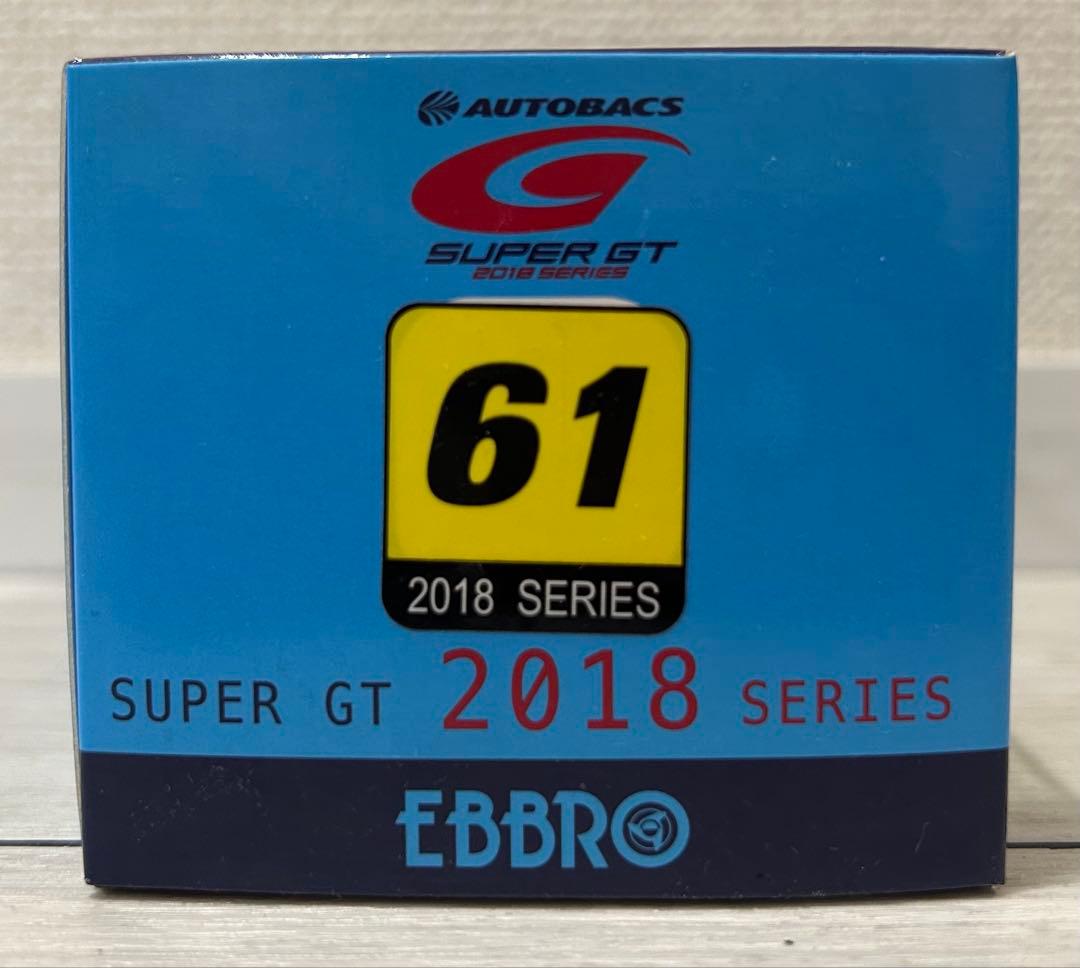 AUTOBACS
SUPER GT
2018 SERIES
61
2018 SERIES
SUPER GT 2018 SERIES
EBBRO